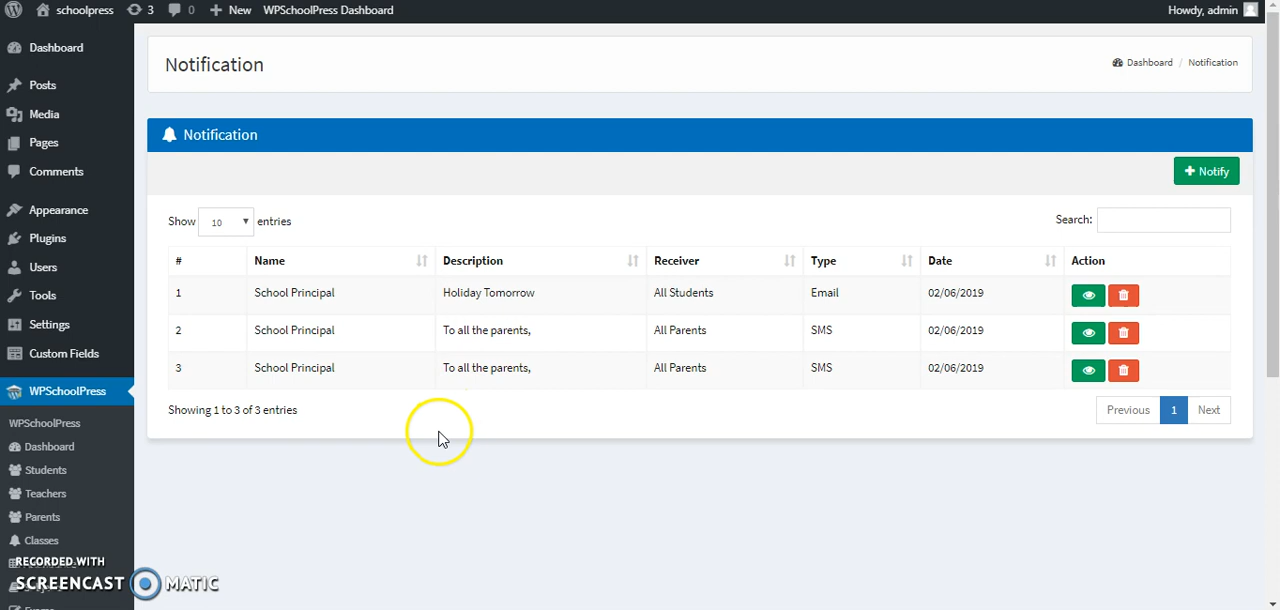 schoolpress 3 0 New WPSchoolPress Dashboard Howdy, admin
Dashboard
Posts
Media
Pages
Comments
Appearance
Plugins
Users
Tools
Settings
Custom Fields
WPSchoolPress
WPSchoolPress
Dashboard
Students
Teachers
Parents
Classes
Notification
Dashboard / Notification
Notification
Notify
Show 10 entries Search:
# Name Description Receiver Type Date Action
1 School Principal Holiday Tomorrow All Students Email 02/06/2019
2 School Principal To all the parents, All Parents SMS 02/06/2019
3 School Principal To all the parents, All Parents SMS 02/06/2019
Showing 1 to 3 of 3 entries Previous 1 Next
RECORDED WITH
SCREENCAST MATIC